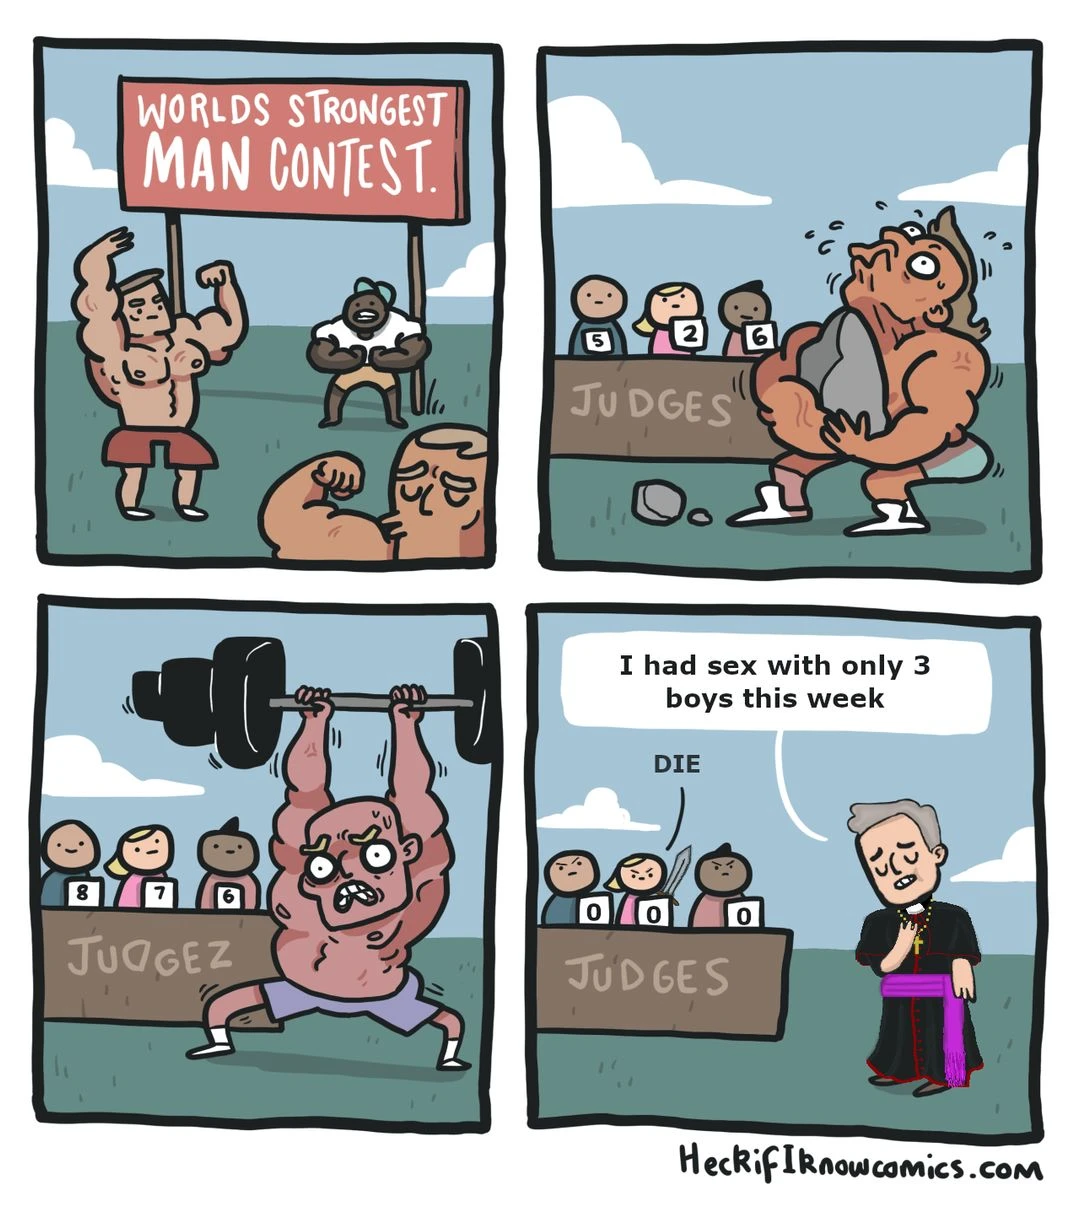 WORLDS STRONGEST
MAN CONTEST.
5
2
6
JUDGES
8
7
6
JUDGEZ
I had sex with only 3
boys this week
DIE
0
0
0
JUDGES
HeckifIknowcomics.com